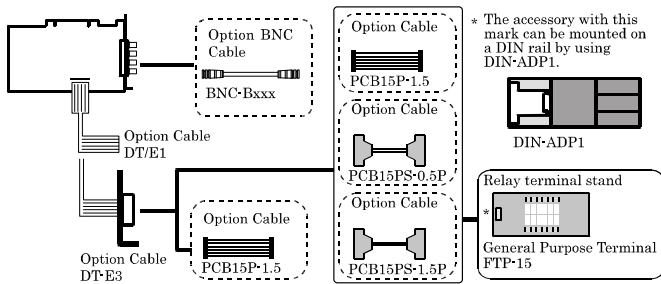 Option BNC
Cable
BNC-Bxxx
Option Cable
DT/E1
Option Cable
DT-E3
Option Cable
PCB15P-1.5
Option Cable
PCB15P-1.5
Option Cable
PCB15PS-0.5P
Option Cable
PCB15PS-1.5P
* The accessory with this
mark can be mounted on
a DIN rail by using
DIN-ADP1.
DIN-ADP1
Relay terminal stand
*
General Purpose Terminal
FTP-15